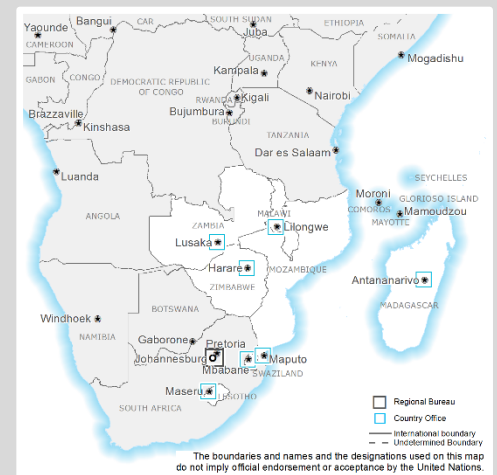 Yaounde
Bangui
CAR
SOUTH SUDAN
Juba
ETHIOPIA
SOMALIA
CAMEROON
UGANDA
KENYA
Mogadishu
GABON
CONGO
DEMOCRATIC REPUBLIC
OF CONGO
Kampala
RWANDA
Kigali
Nairobi
Bujumbura
BURUNDI
Brazzaville
Kinshasa
TANZANIA
Dar es Salaam
Luanda
SEYCHELLES
Moroni
GLORIOSO ISLAND
COMOROS
Mamoudzou
MAYOTTE
ANGOLA
MALAWI
ZAMBIA
Lilongwe
Lusaka
Harare
MOZAMBIQUE
ZIMBABWE
Antananarivo
MADAGASCAR
BOTSWANA
Windhoek
NAMIBIA
Gaborone
Pretoria
Johannesburg
Maputo
Mbabane
SWAZILAND
Maseru
LESOTHO
SOUTH AFRICA
Regional Bureau
Country Office
International boundary
Undetermined Boundary
The boundaries and names and the designations used on this map
do not imply official endorsement or acceptance by the United Nations.